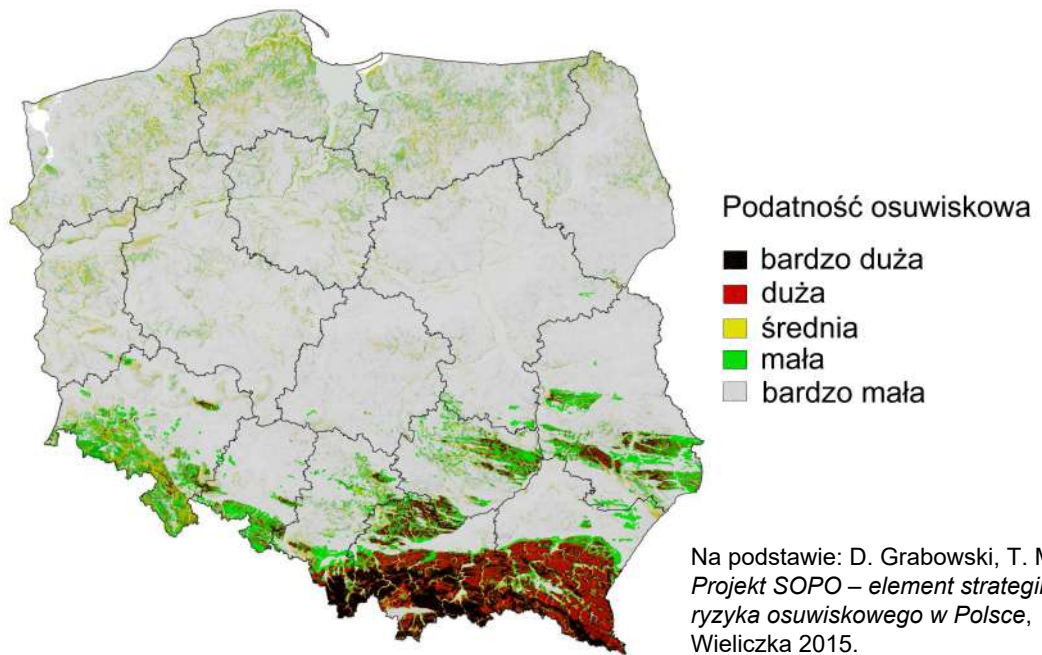 Podatność osuwiskowa
bardzo duża
duża
średnia
mała
bardzo mała
Na podstawie: D. Grabowski, T. M
Projekt SOPO – element strategii
ryzyka osuwiskowego w Polsce,
Wieliczka 2015.